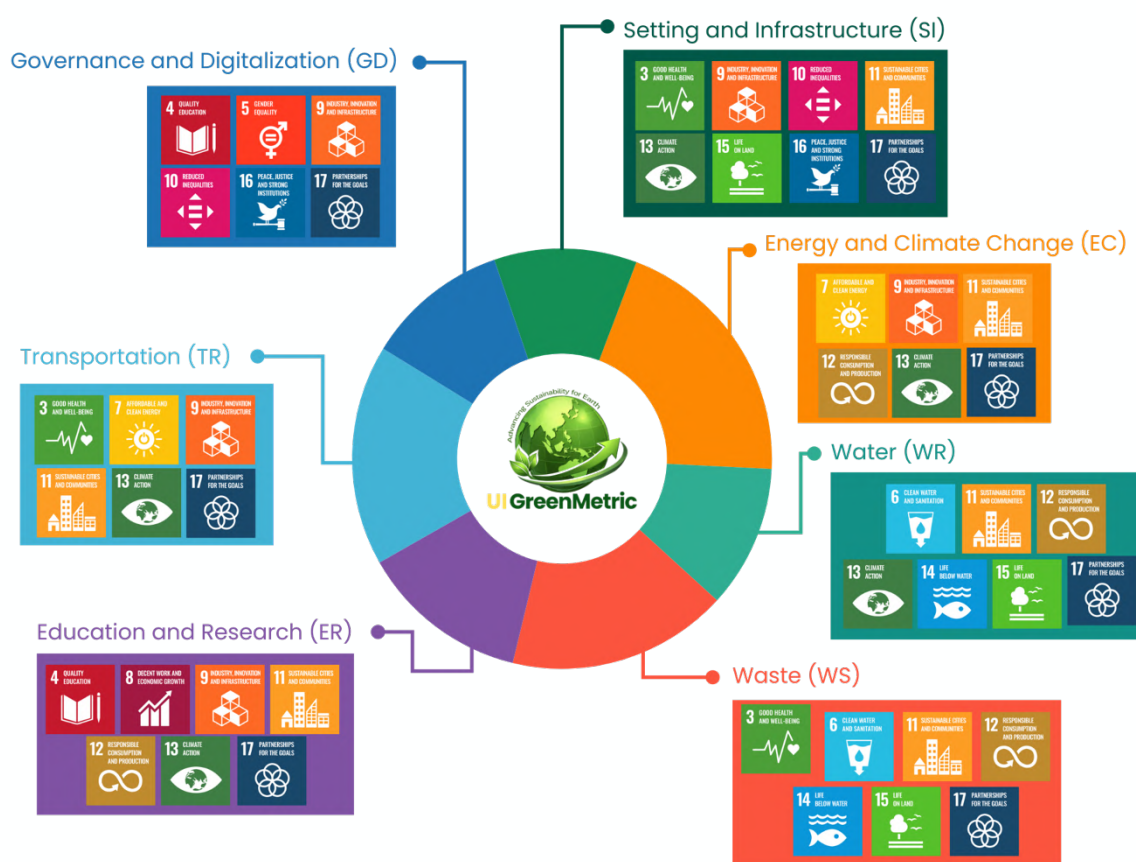 Setting and Infrastructure (SI)
3 GOOD HEALTH
AND WELL-BEING
9 INDUSTRY, INNOVATION
AND INFRASTRUCTURE
10 REDUCED
INEQUALITIES
11 SUSTAINABLE CITIES
AND COMMUNITIES
13 CLIMATE
ACTION
15 LIFE
ON LAND
16 PEACE, JUSTICE
AND STRONG
INSTITUTIONS
17 PARTNERSHIPS
FOR THE GOALS
Governance and Digitalization (GD)
4 QUALITY
EDUCATION
5 GENDER
EQUALITY
9 INDUSTRY, INNOVATION
AND INFRASTRUCTURE
10 REDUCED
INEQUALITIES
16 PEACE, JUSTICE
AND STRONG
INSTITUTIONS
17 PARTNERSHIPS
FOR THE GOALS
Energy and Climate Change (EC)
7 AFFORDABLE AND
CLEAN ENERGY
9 INDUSTRY, INNOVATION
AND INFRASTRUCTURE
11 SUSTAINABLE CITIES
AND COMMUNITIES
12 RESPONSIBLE
CONSUMPTION
AND PRODUCTION
13 CLIMATE
ACTION
17 PARTNERSHIPS
FOR THE GOALS
Transportation (TR)
3 GOOD HEALTH
AND WELL-BEING
7 AFFORDABLE AND
CLEAN ENERGY
9 INDUSTRY, INNOVATION
AND INFRASTRUCTURE
11 SUSTAINABLE CITIES
AND COMMUNITIES
13 CLIMATE
ACTION
17 PARTNERSHIPS
FOR THE GOALS
Advancing Sustainability for Earth
UI GreenMetric
Water (WR)
6 CLEAN WATER
AND SANITATION
11 SUSTAINABLE CITIES
AND COMMUNITIES
12 RESPONSIBLE
CONSUMPTION
AND PRODUCTION
13 CLIMATE
ACTION
14 LIFE
BELOW WATER
15 LIFE
ON LAND
17 PARTNERSHIPS
FOR THE GOALS
Education and Research (ER)
4 QUALITY
EDUCATION
8 DECENT WORK AND
ECONOMIC GROWTH
9 INDUSTRY, INNOVATION
AND INFRASTRUCTURE
11 SUSTAINABLE CITIES
AND COMMUNITIES
12 RESPONSIBLE
CONSUMPTION
AND PRODUCTION
13 CLIMATE
ACTION
17 PARTNERSHIPS
FOR THE GOALS
Waste (WS)
3 GOOD HEALTH
AND WELL-BEING
6 CLEAN WATER
AND SANITATION
11 SUSTAINABLE CITIES
AND COMMUNITIES
12 RESPONSIBLE
CONSUMPTION
AND PRODUCTION
14 LIFE
BELOW WATER
15 LIFE
ON LAND
17 PARTNERSHIPS
FOR THE GOALS